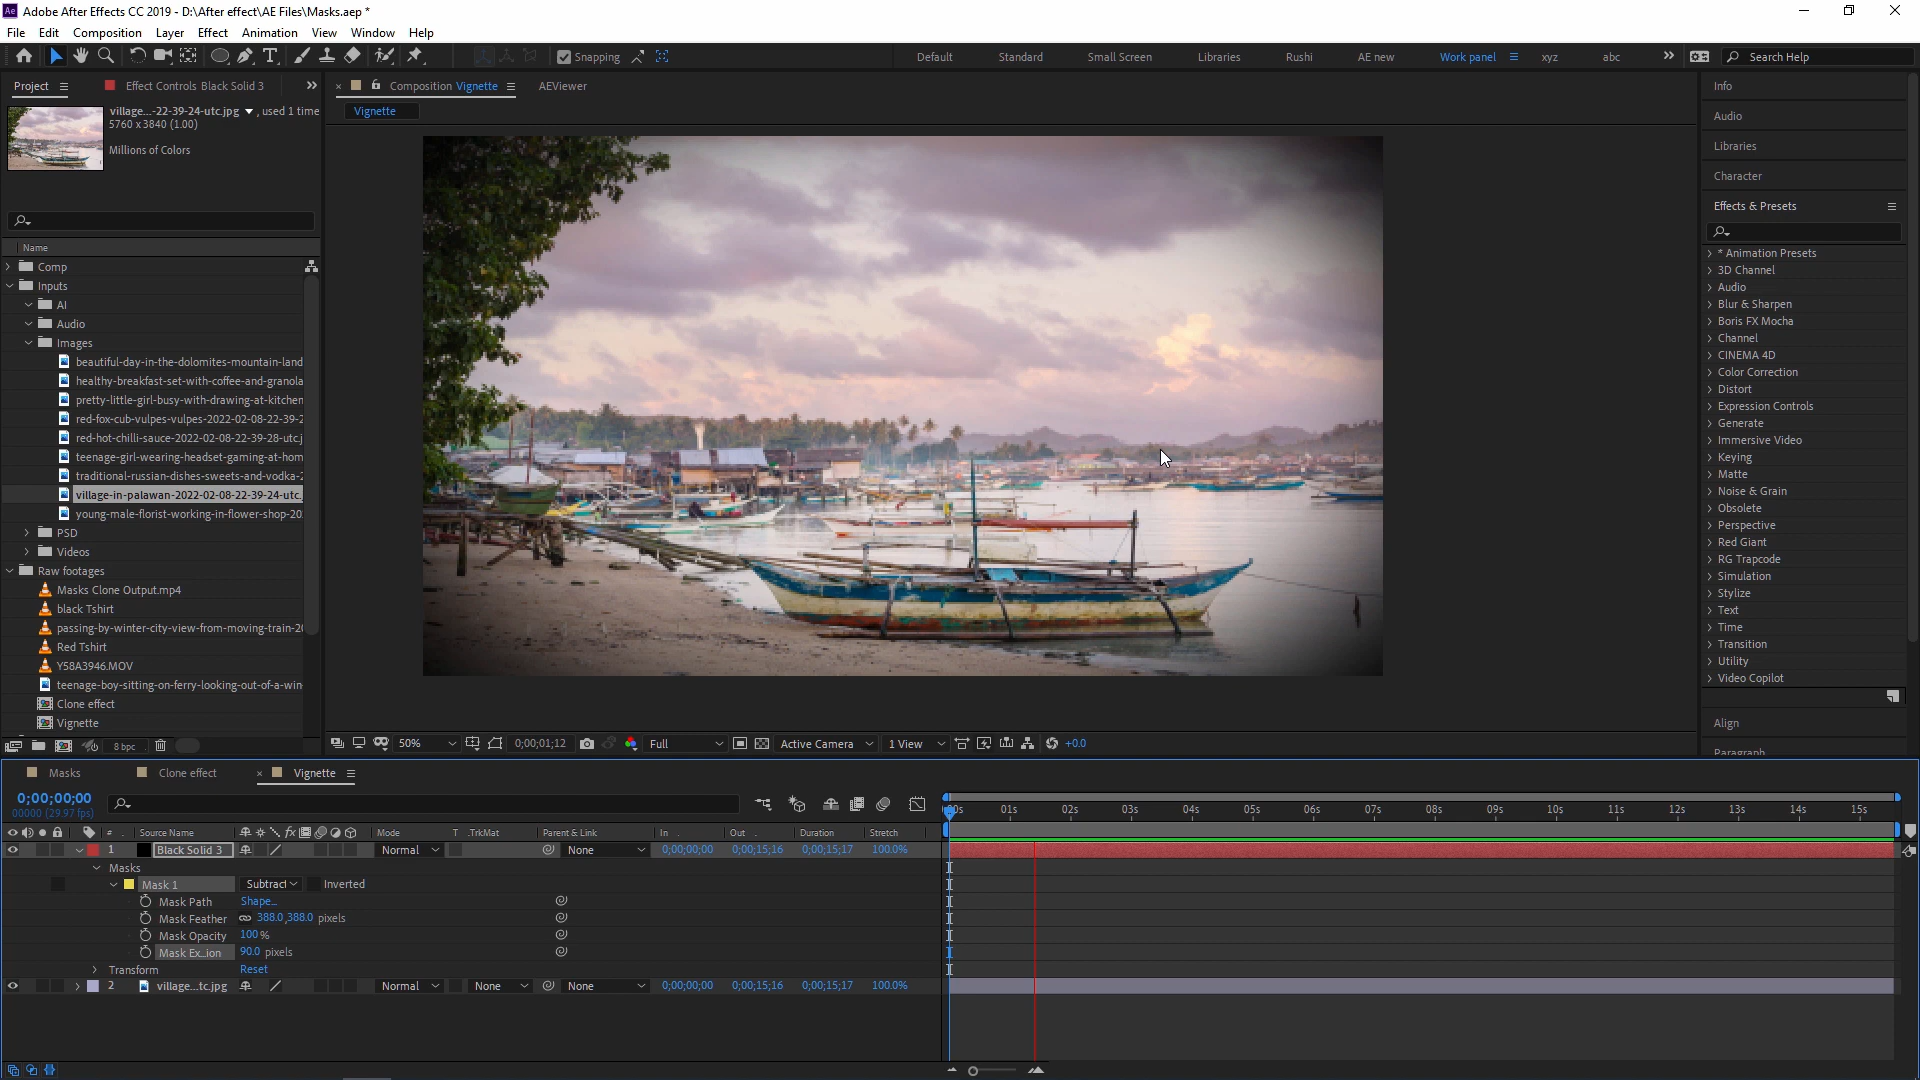 Adobe After Effects CC 2019 - D:\After effect\AE Files\Masks.aep *
File Edit Composition Layer Effect Animation View Window Help
Snapping Default Standard Small Screen Libraries Rushi AE new Work panel xyz abc Search Help
Project Effect Controls Black Solid 3
village...-22-39-24-utc.jpg , used 1 time
5760 x 3840 (1.00)
Millions of Colors
Name
Comp
Inputs
AI
Audio
Images
beautiful-day-in-the-dolomites-mountain-land
healthy-breakfast-set-with-coffee-and-granola
pretty-little-girl-busy-with-drawing-at-kitchen
red-fox-cub-vulpes-vulpes-2022-02-08-22-39-2
red-hot-chilli-sauce-2022-02-08-22-39-28-utc.j
teenage-girl-wearing-headset-gaming-at-hom
traditional-russian-dishes-sweets-and-vodka-2
village-in-palawan-2022-02-08-22-39-24-utc.
young-male-florist-working-in-flower-shop-20
PSD
Videos
Raw footages
Masks Clone Output.mp4
black Tshirt
passing-by-winter-city-view-from-moving-train-20
Red Tshirt
Y58A3946.MOV
teenage-boy-sitting-on-ferry-looking-out-of-a-win
Clone effect
Vignette
8 bpc
Composition Vignette AEViewer
Vignette
50% 0;00;01;12 Full Active Camera 1 View +0.0
Info
Audio
Libraries
Character
Effects & Presets
* Animation Presets
3D Channel
Audio
Blur & Sharpen
Boris FX Mocha
Channel
CINEMA 4D
Color Correction
Distort
Expression Controls
Generate
Immersive Video
Keying
Matte
Noise & Grain
Obsolete
Perspective
Red Giant
RG Trapcode
Simulation
Stylize
Text
Time
Transition
Utility
Video Copilot
Align
Paragraph
Masks Clone effect Vignette
0;00;00;00
00000 (29.97 fps)
00s 01s 02s 03s 04s 05s 06s 07s 08s 09s 10s 11s 12s 13s 14s 15s
# Source Name Mode T .TrkMat Parent & Link In Out Duration Stretch
1 Black Solid 3 Normal None 0;00;00;00 0;00;15;16 0;00;15;17 100.0%
Masks
Mask 1 Subtract Inverted
Mask Path Shape...
Mask Feather 388.0,388.0 pixels
Mask Opacity 100 %
Mask Ex...ion 90.0 pixels
Transform Reset
2 village...tc.jpg Normal None None 0;00;00;00 0;00;15;16 0;00;15;17 100.0%